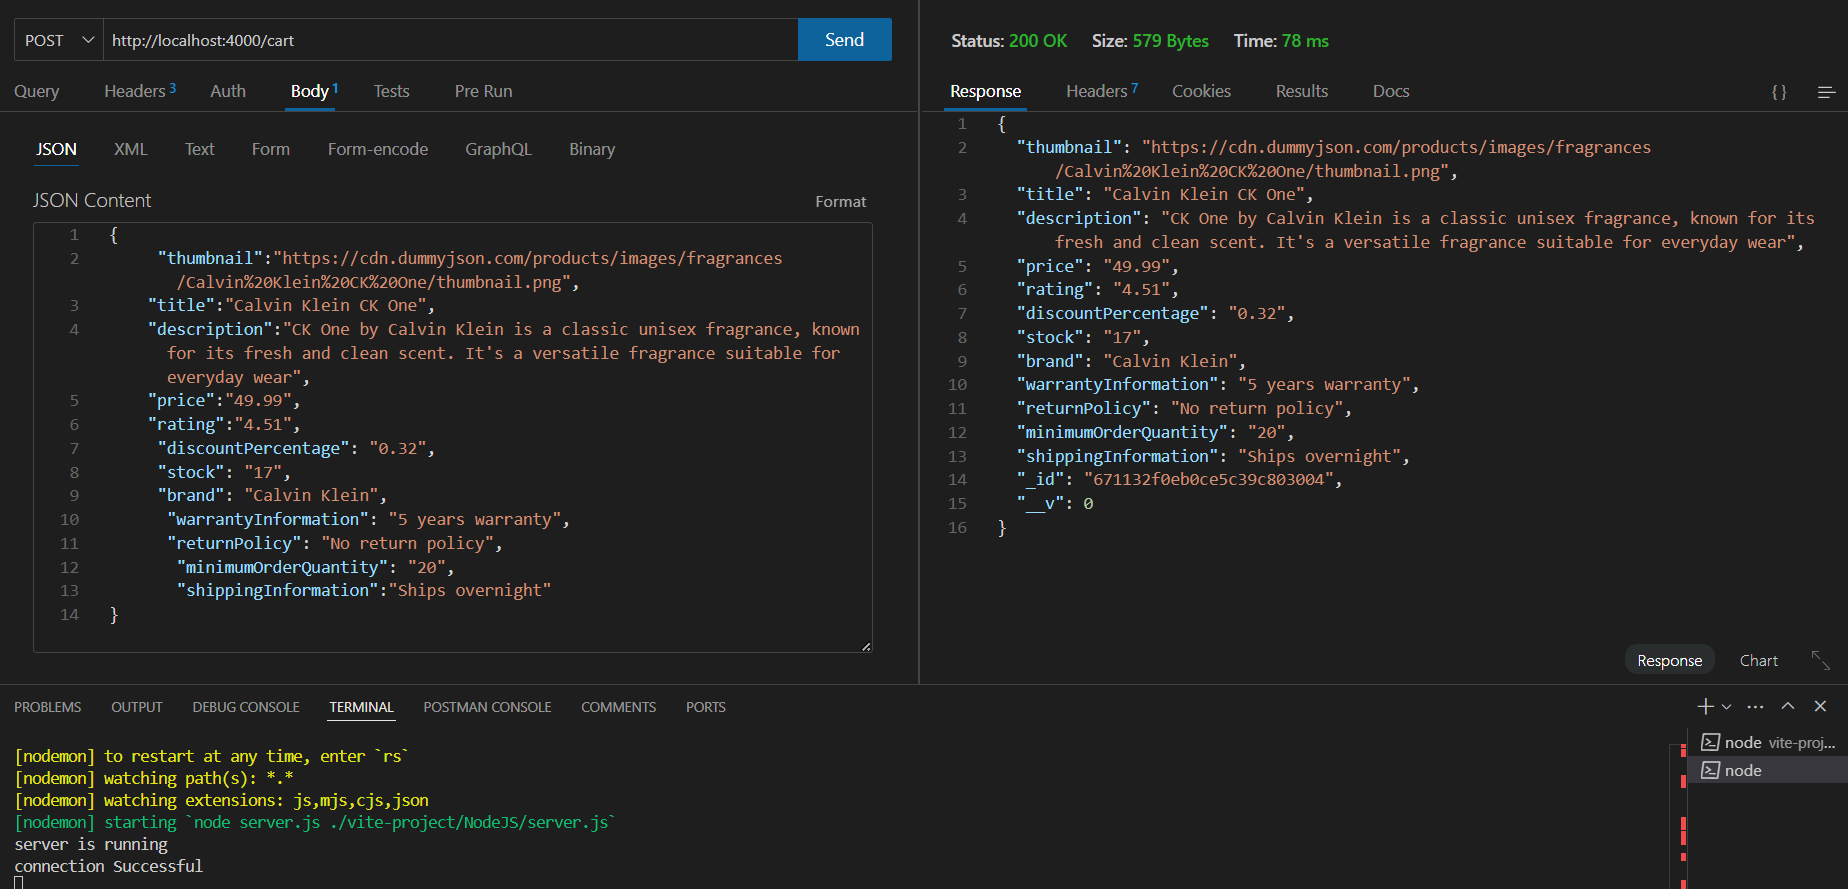 POST
http://localhost:4000/cart
Send
Query Headers 3 Auth Body 1 Tests Pre Run
JSON XML Text Form Form-encode GraphQL Binary
JSON Content
Format
1 {
2 "thumbnail":"https://cdn.dummyjson.com/products/images/fragrances
/Calvin%20Klein%20CK%20One/thumbnail.png",
3 "title":"Calvin Klein CK One",
4 "description":"CK One by Calvin Klein is a classic unisex fragrance, known
for its fresh and clean scent. It's a versatile fragrance suitable for
everyday wear",
5 "price":"49.99",
6 "rating":"4.51",
7 "discountPercentage": "0.32",
8 "stock": "17",
9 "brand": "Calvin Klein",
10 "warrantyInformation": "5 years warranty",
11 "returnPolicy": "No return policy",
12 "minimumOrderQuantity": "20",
13 "shippingInformation":"Ships overnight"
14 }
Status: 200 OK Size: 579 Bytes Time: 78 ms
Response Headers 7 Cookies Results Docs {}
1 {
2 "thumbnail": "https://cdn.dummyjson.com/products/images/fragrances
/Calvin%20Klein%20CK%20One/thumbnail.png",
3 "title": "Calvin Klein CK One",
4 "description": "CK One by Calvin Klein is a classic unisex fragrance, known for its
fresh and clean scent. It's a versatile fragrance suitable for everyday wear",
5 "price": "49.99",
6 "rating": "4.51",
7 "discountPercentage": "0.32",
8 "stock": "17",
9 "brand": "Calvin Klein",
10 "warrantyInformation": "5 years warranty",
11 "returnPolicy": "No return policy",
12 "minimumOrderQuantity": "20",
13 "shippingInformation": "Ships overnight",
14 "_id": "671132f0eb0ce5c39c803004",
15 "__v": 0
16 }
Response Chart
PROBLEMS OUTPUT DEBUG CONSOLE TERMINAL POSTMAN CONSOLE COMMENTS PORTS
[nodemon] to restart at any time, enter `rs`
[nodemon] watching path(s): *.*
[nodemon] watching extensions: js,mjs,cjs,json
[nodemon] starting `node server.js ./vite-project/NodeJS/server.js`
server is running
connection Successful
node vite-proj...
node